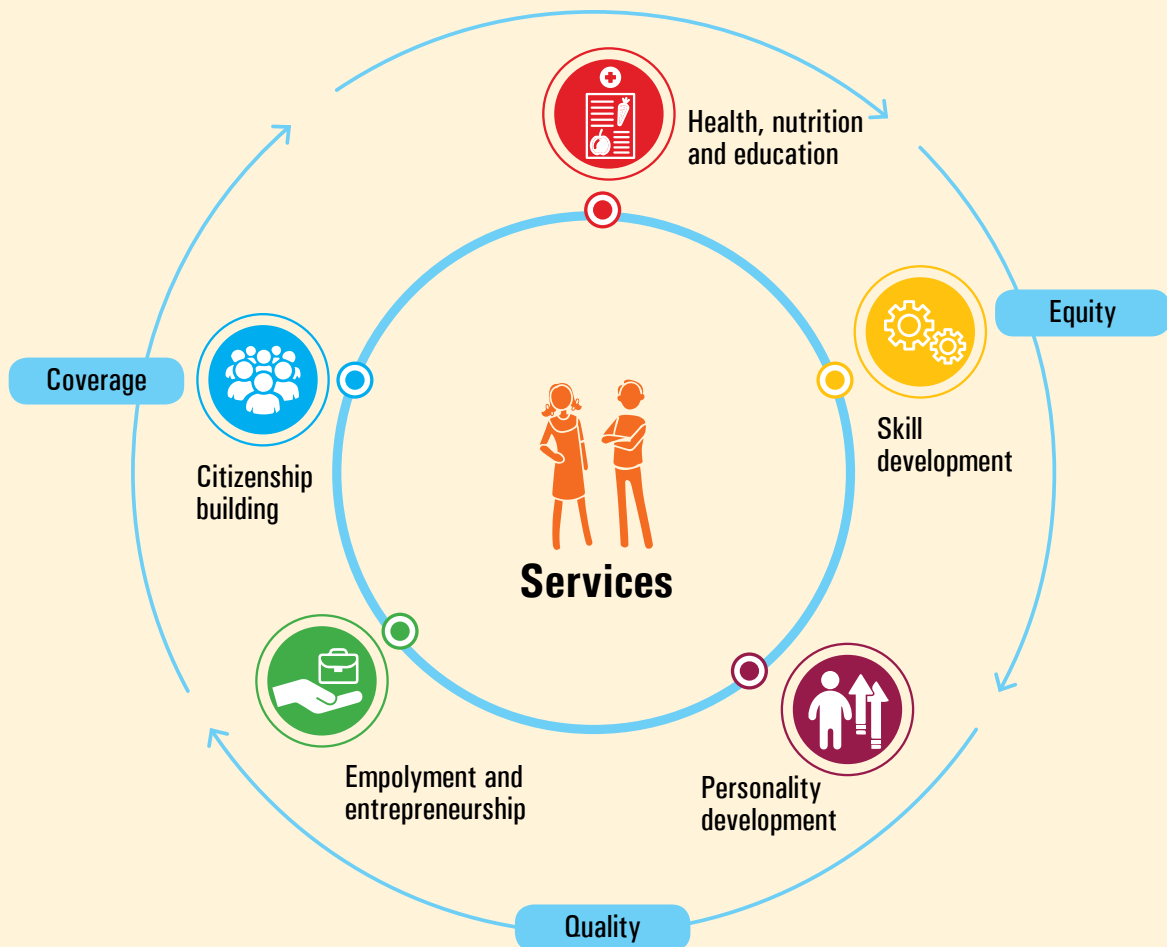 Health, nutrition
and education
Equity
Coverage
Skill
development
Citizenship
building
Services
Empolyment and
entrepreneurship
Personality
development
Quality